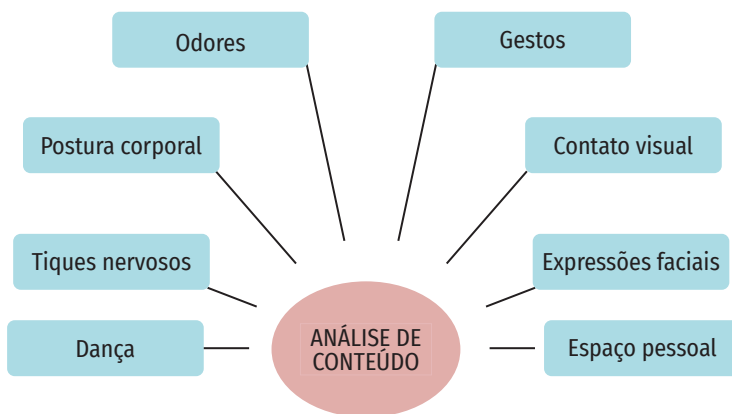 Odores
Gestos
Postura corporal
Contato visual
Tiques nervosos
Expressões faciais
Dança
ANÁLISE DE
CONTEÚDO
Espaço pessoal